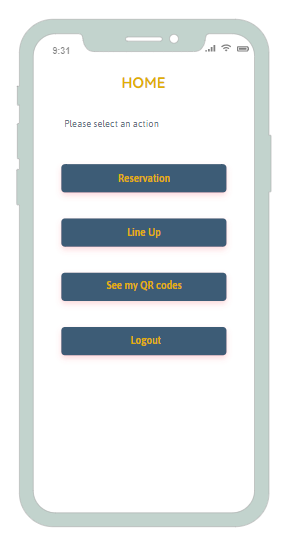 9:31
HOME
Please select an action
Reservation
Line Up
See my QR codes
Logout